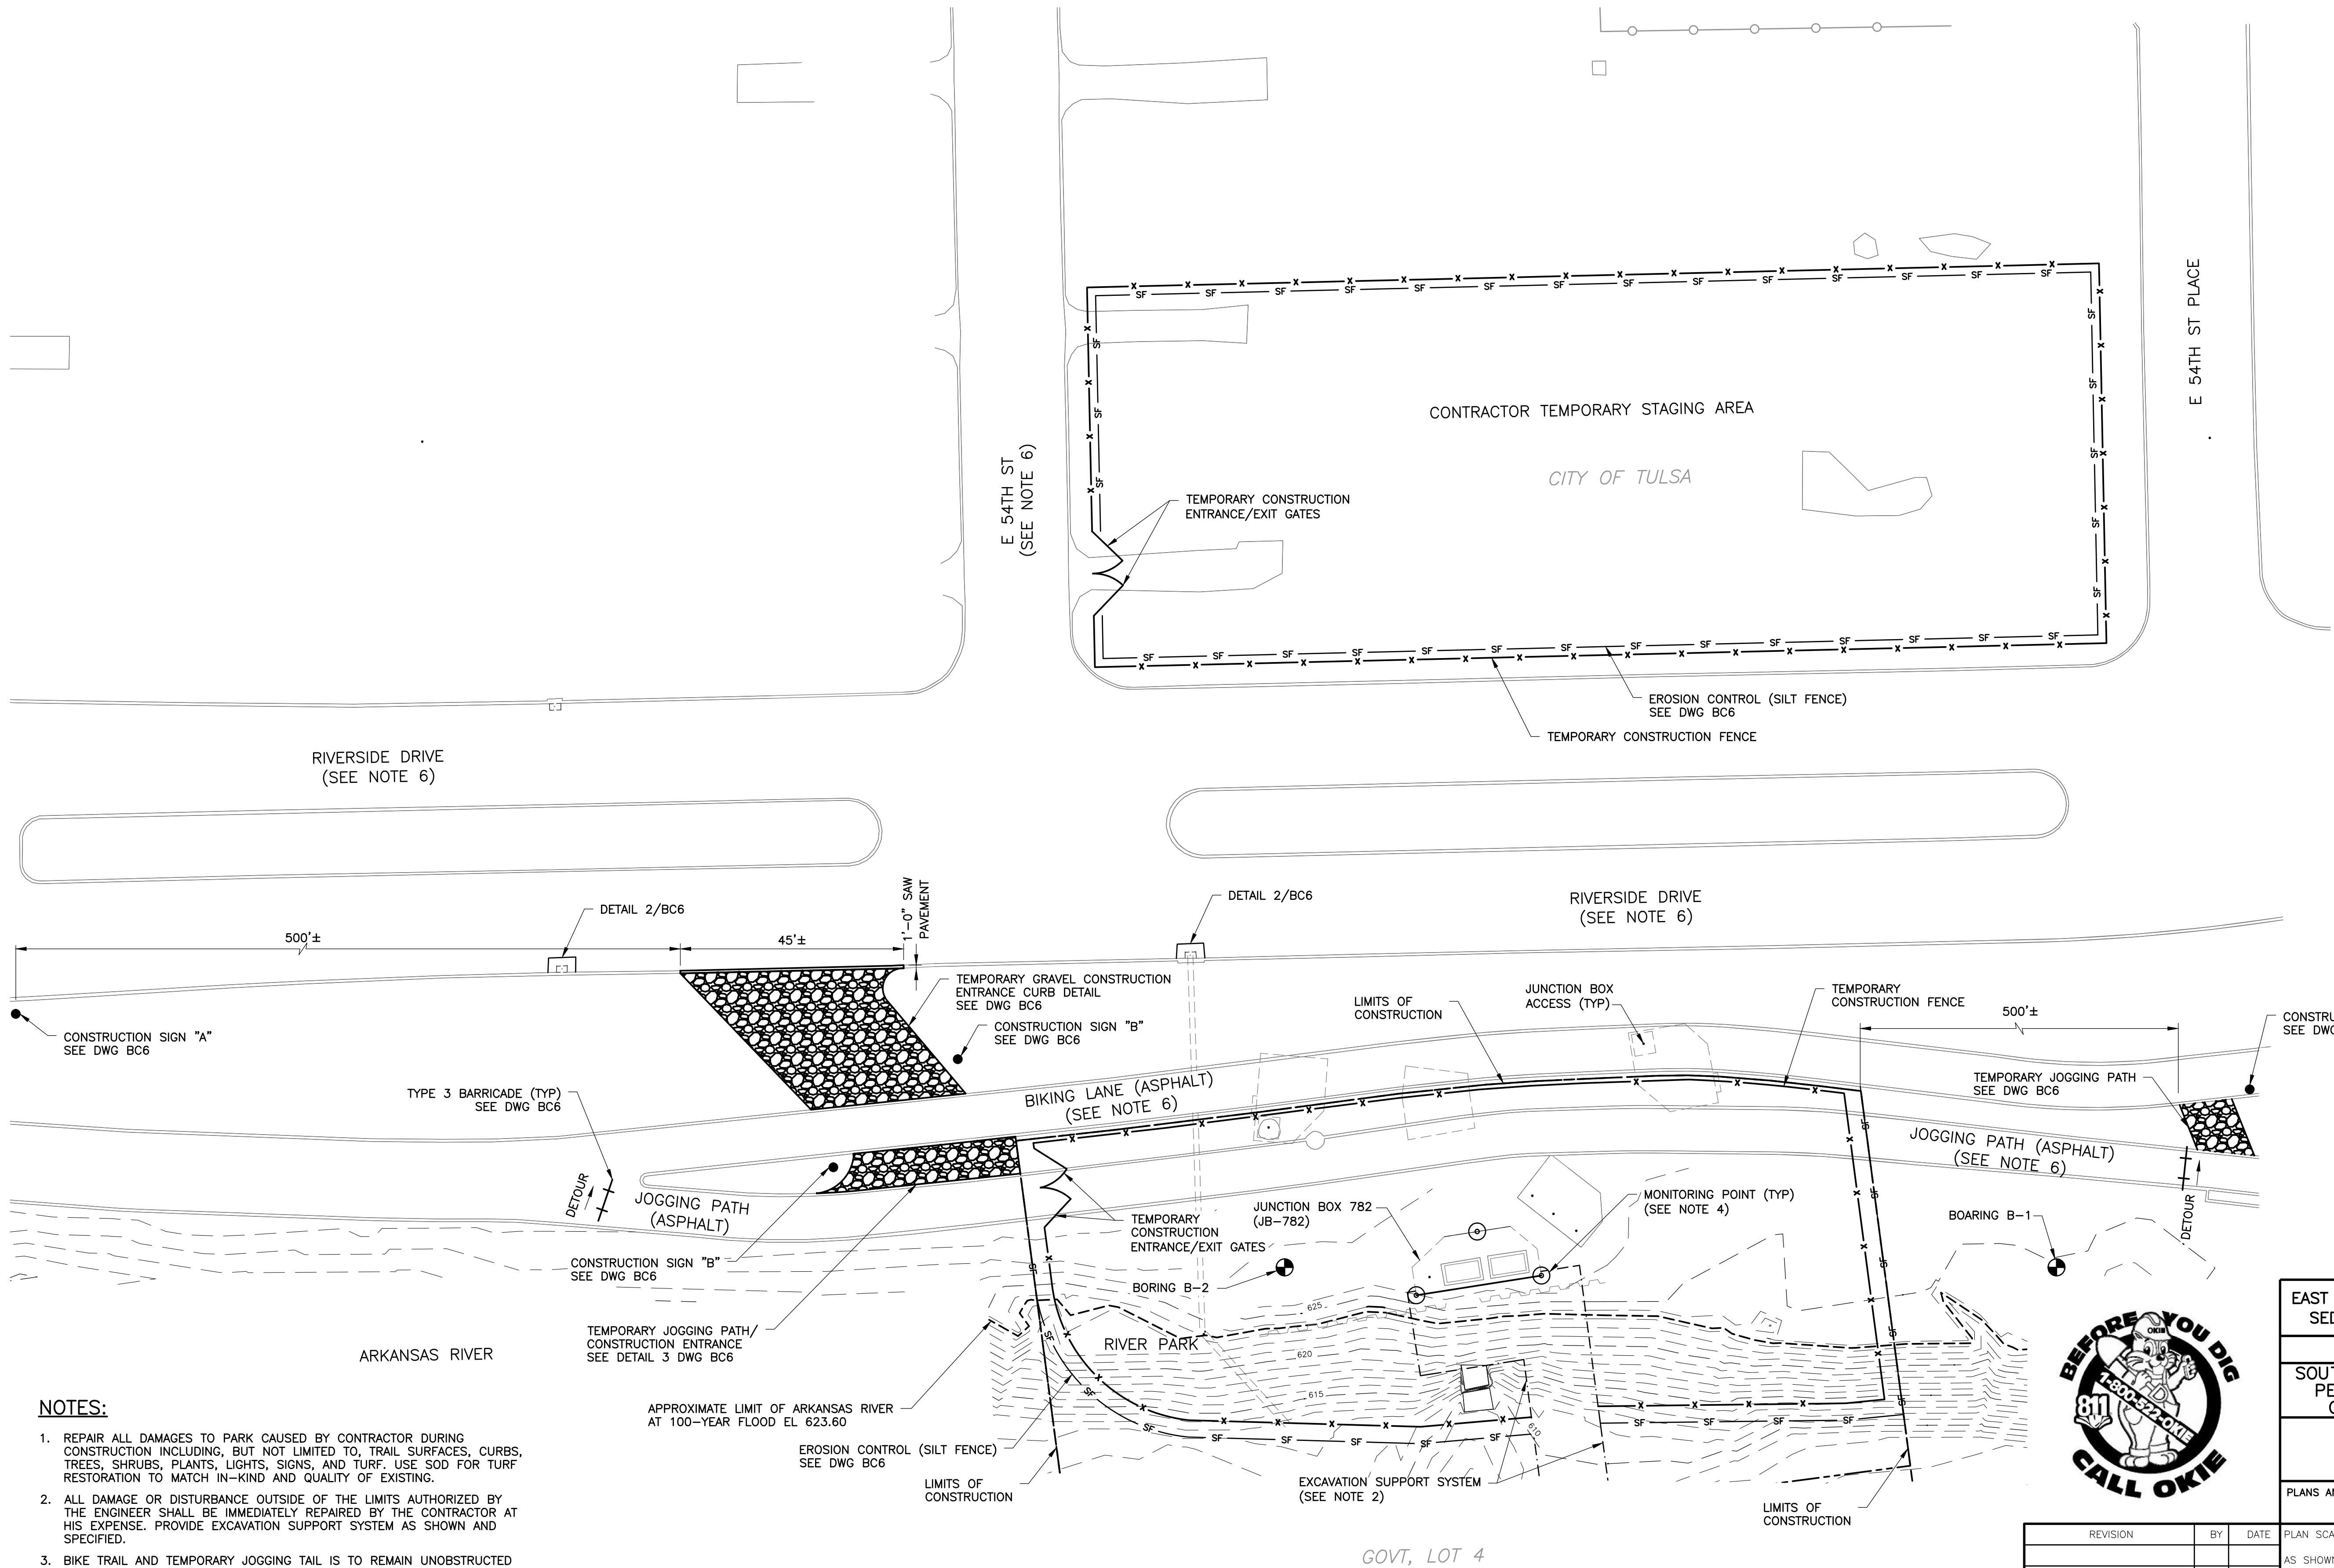 E 54TH ST PLACE
CONTRACTOR TEMPORARY STAGING AREA
CITY OF TULSA
E 54TH ST
(SEE NOTE 6)
TEMPORARY CONSTRUCTION
ENTRANCE/EXIT GATES
EROSION CONTROL (SILT FENCE)
SEE DWG BC6
TEMPORARY CONSTRUCTION FENCE
RIVERSIDE DRIVE
(SEE NOTE 6)
RIVERSIDE DRIVE
(SEE NOTE 6)
DETAIL 2/BC6
DETAIL 2/BC6
1'-0" SAW
PAVEMENT
500'±
45'±
TEMPORARY GRAVEL CONSTRUCTION
ENTRANCE CURB DETAIL
SEE DWG BC6
CONSTRUCTION SIGN "A"
SEE DWG BC6
CONSTRUCTION SIGN "B"
SEE DWG BC6
LIMITS OF
CONSTRUCTION
JUNCTION BOX
ACCESS (TYP)
TEMPORARY
CONSTRUCTION FENCE
500'±
CONSTRU
SEE DWG
TYPE 3 BARRICADE (TYP)
SEE DWG BC6
BIKING LANE (ASPHALT)
(SEE NOTE 6)
TEMPORARY JOGGING PATH
SEE DWG BC6
JOGGING PATH (ASPHALT)
(SEE NOTE 6)
DETOUR
JOGGING PATH
(ASPHALT)
TEMPORARY
CONSTRUCTION
ENTRANCE/EXIT GATES
JUNCTION BOX 782
(JB-782)
MONITORING POINT (TYP)
(SEE NOTE 4)
BOARING B-1
DETOUR
CONSTRUCTION SIGN "B"
SEE DWG BC6
BORING B-2
625
620
615
610
RIVER PARK
ARKANSAS RIVER
TEMPORARY JOGGING PATH/
CONSTRUCTION ENTRANCE
SEE DETAIL 3 DWG BC6
APPROXIMATE LIMIT OF ARKANSAS RIVER
AT 100-YEAR FLOOD EL 623.60
EROSION CONTROL (SILT FENCE)
SEE DWG BC6
LIMITS OF
CONSTRUCTION
EXCAVATION SUPPORT SYSTEM
(SEE NOTE 2)
LIMITS OF
CONSTRUCTION
GOVT, LOT 4
NOTES:
1. REPAIR ALL DAMAGES TO PARK CAUSED BY CONTRACTOR DURING
CONSTRUCTION INCLUDING, BUT NOT LIMITED TO, TRAIL SURFACES, CURBS,
TREES, SHRUBS, PLANTS, LIGHTS, SIGNS, AND TURF. USE SOD FOR TURF
RESTORATION TO MATCH IN-KIND AND QUALITY OF EXISTING.
2. ALL DAMAGE OR DISTURBANCE OUTSIDE OF THE LIMITS AUTHORIZED BY
THE ENGINEER SHALL BE IMMEDIATELY REPAIRED BY THE CONTRACTOR AT
HIS EXPENSE. PROVIDE EXCAVATION SUPPORT SYSTEM AS SHOWN AND
SPECIFIED.
3. BIKE TRAIL AND TEMPORARY JOGGING TAIL IS TO REMAIN UNOBSTRUCTED
BEFORE YOU DIG
OKIE
1-800-522-OKIE
811
CALL OKIE
EAST
SED
SOUT
PE
PLANS A
REVISION BY DATE PLAN SCA
AS SHOWN